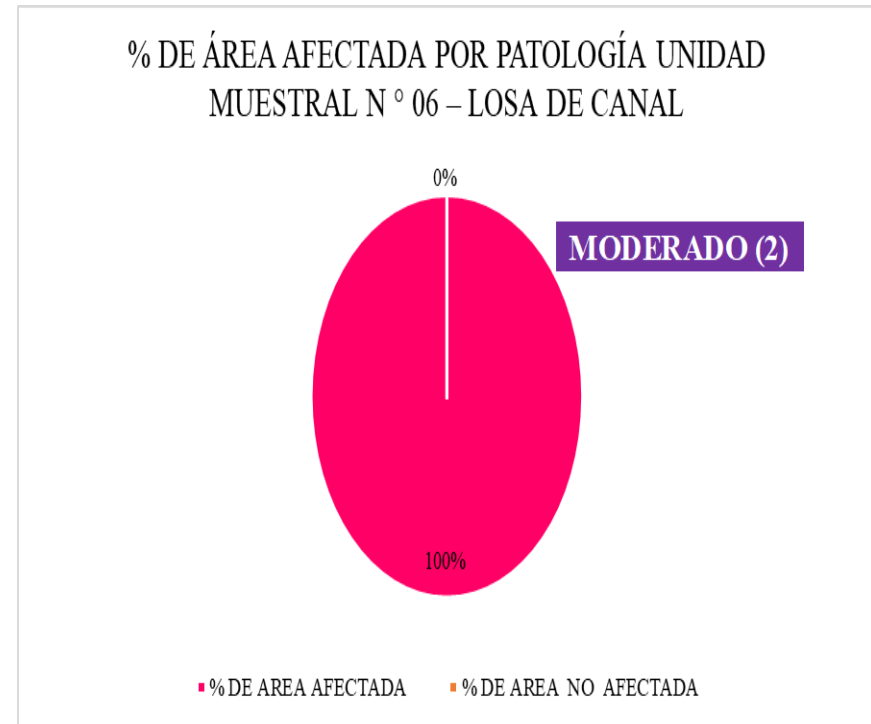 % DE ÁREA AFECTADA POR PATOLOGÍA UNIDAD
MUESTRAL N ° 06 – LOSA DE CANAL
0%
MODERADO (2)
100%
% DE AREA AFECTADA
% DE AREA NO AFECTADA